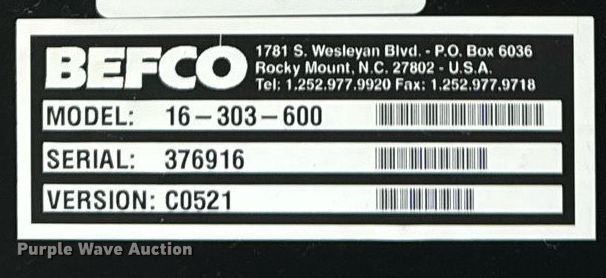 BEFCO
1781 S. Wesleyan Blvd. - P.O. Box 6036
Rocky Mount, N.C. 27802 - U.S.A.
Tel: 1.252.977.9920 Fax: 1.252.977.9718
MODEL: 16-303-600
SERIAL: 376916
VERSION: C0521
Purple Wave Auction